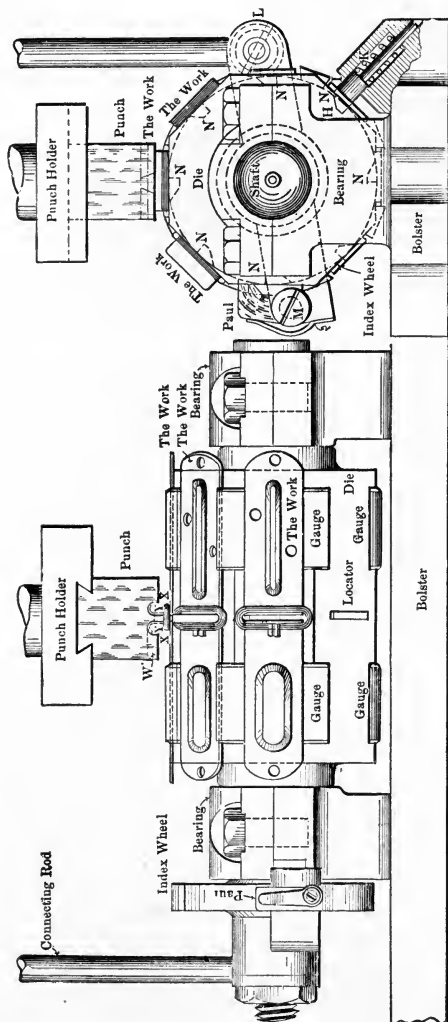 Connecting Rod
Index Wheel
Paul
Bearing
Punch Holder
Punch
W
X
Y
Y
X
The Work
The Work
Bearing
The Work
Gauge
Gauge
Locator
Gauge
Gauge
Die
Bolster
Punch Holder
Punch
The Work
The Work
The Work
L
N
N
N
N
N
N
N
N
Die
Shaft
Bearing
Paul
M
S
H
I
K
Index Wheel
Bolster